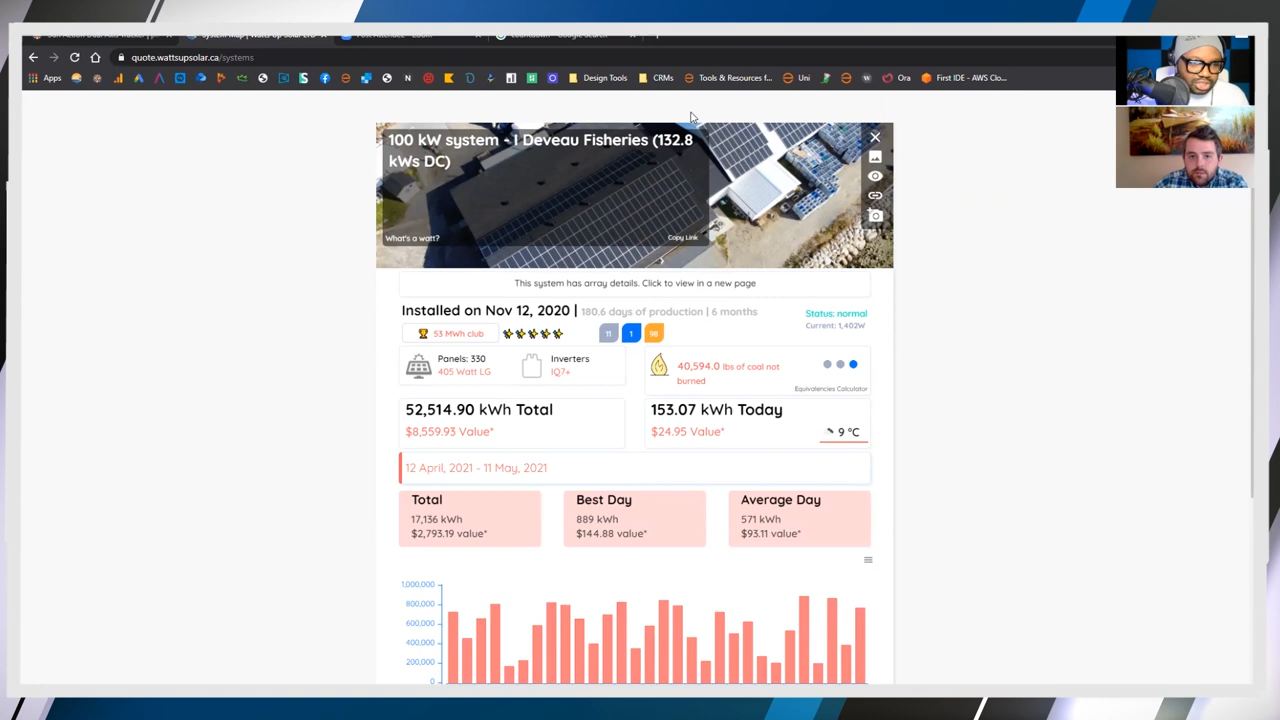 quote.wattsupsolar.ca/systems
Apps
Design Tools
CRMs
Tools & Resources f...
Uni
Ora
First IDE - AWS Clo...
100 kW system - I Deveau Fisheries (132.8
kWs DC)
What's a watt?
Copy Link
This system has array details. Click to view in a new page
Installed on Nov 12, 2020 | 180.6 days of production | 6 months
Status: normal
Current: 1,402W
53 MWh club
11
1
98
Panels: 330
405 Watt LG
Inverters
IQ7+
40,594.0 lbs of coal not
burned
Equivalencies Calculator
52,514.90 kWh Total
$8,559.93 Value*
153.07 kWh Today
$24.95 Value*
9 °C
12 April, 2021 - 11 May, 2021
Total
17,136 kWh
$2,793.19 value*
Best Day
889 kWh
$144.88 value*
Average Day
571 kWh
$93.11 value*
1,000,000
800,000
600,000
400,000
200,000
0